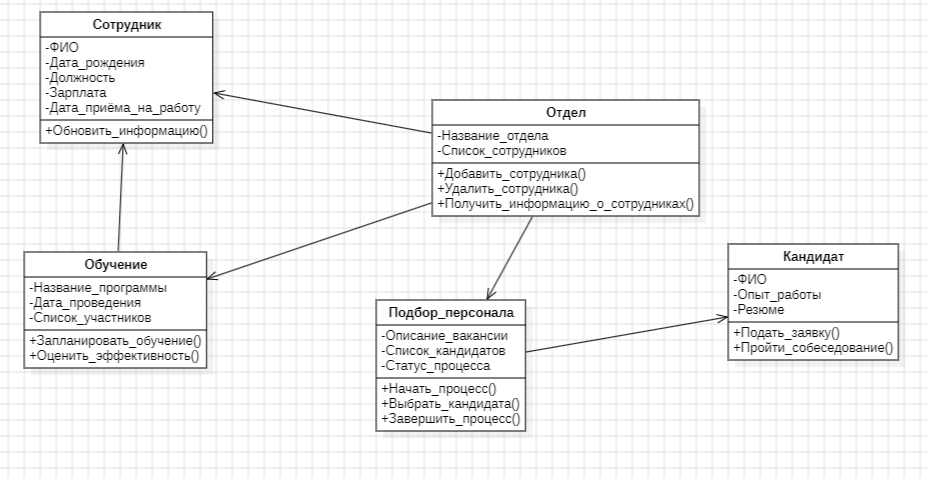 Сотрудник
-ФИО
-Дата_рождения
-Должность
-Зарплата
-Дата_приёма_на_работу
+Обновить_информацию()
Отдел
-Название_отдела
-Список_сотрудников
+Добавить_сотрудника()
+Удалить_сотрудника()
+Получить_информацию_о_сотрудниках()
Обучение
-Название_программы
-Дата_проведения
-Список_участников
+Запланировать_обучение()
+Оценить_эффективность()
Подбор_персонала
-Описание_вакансии
-Список_кандидатов
-Статус_процесса
+Начать_процесс()
+Выбрать_кандидата()
+Завершить_процесс()
Кандидат
-ФИО
-Опыт_работы
-Резюме
+Подать_заявку()
+Пройти_собеседование()